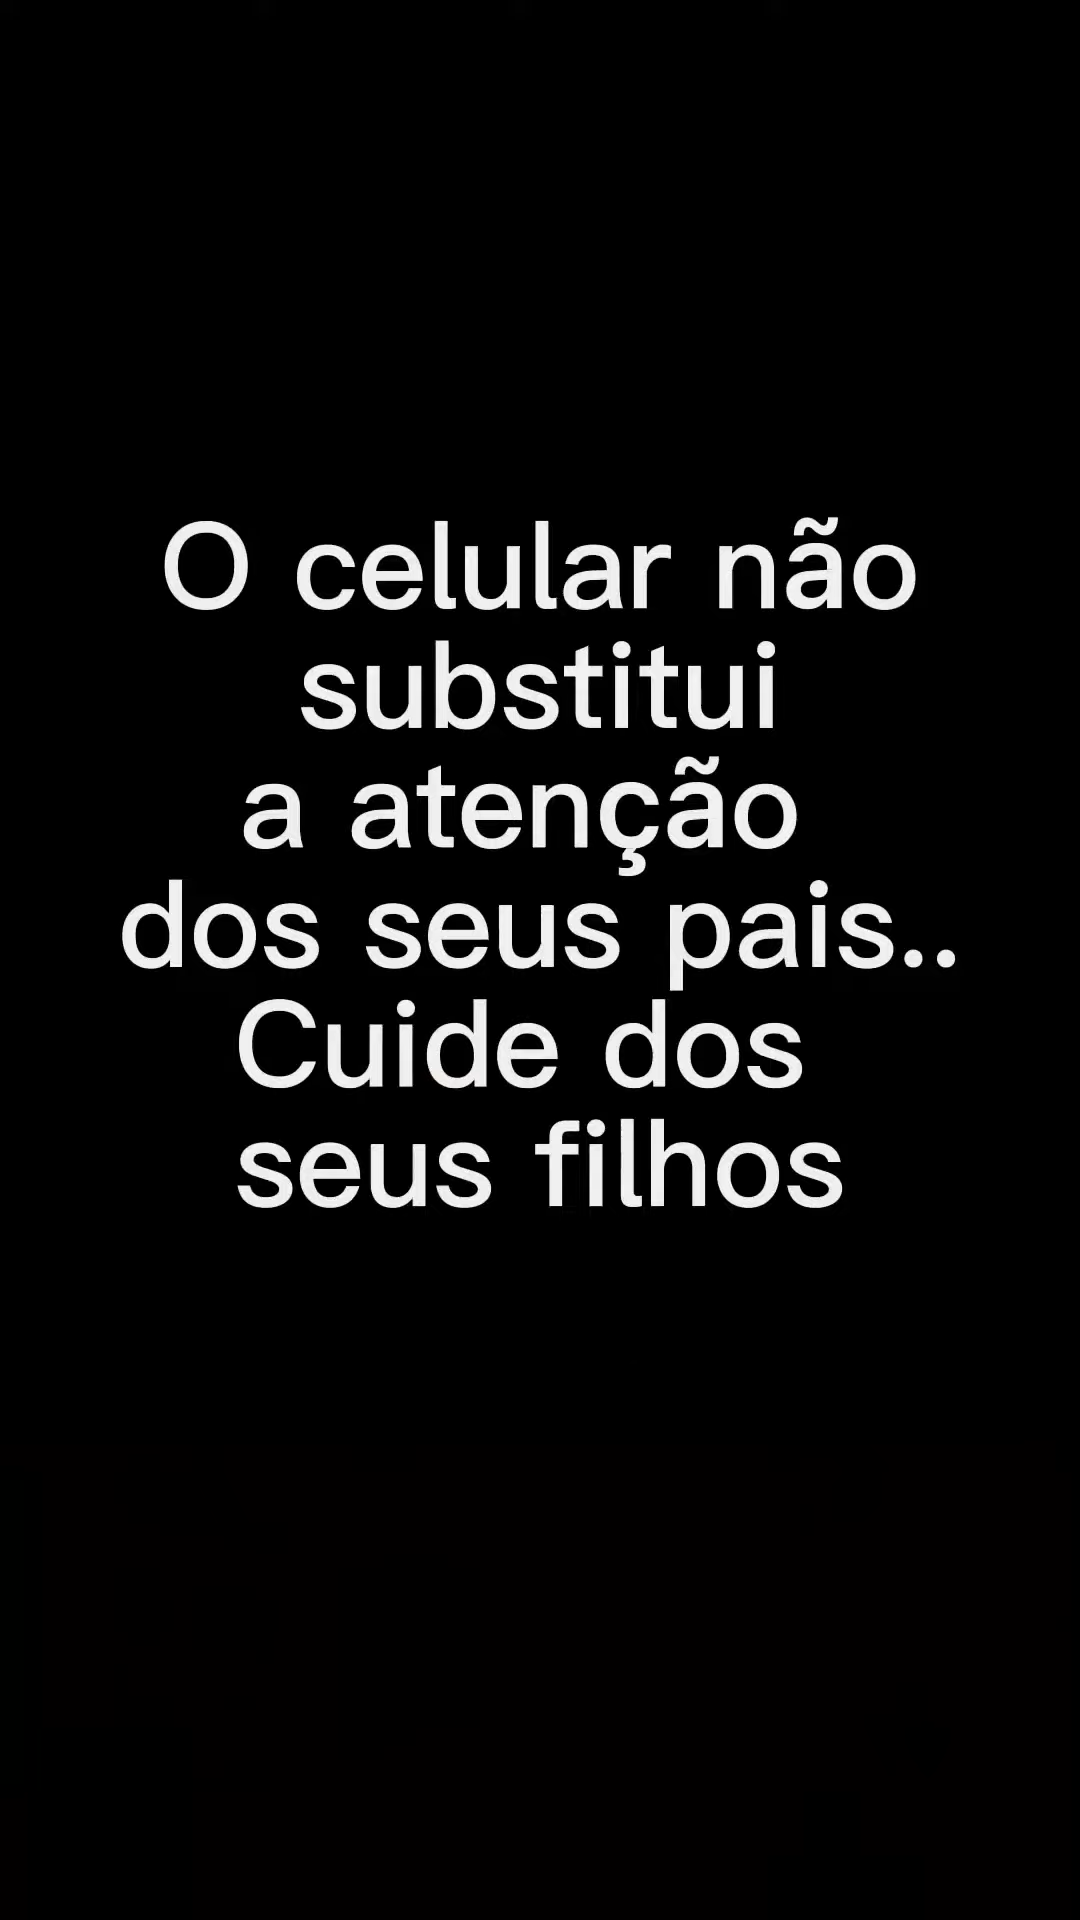 O celular não
substitui
a atenção
dos seus pais..
Cuide dos
seus filhos